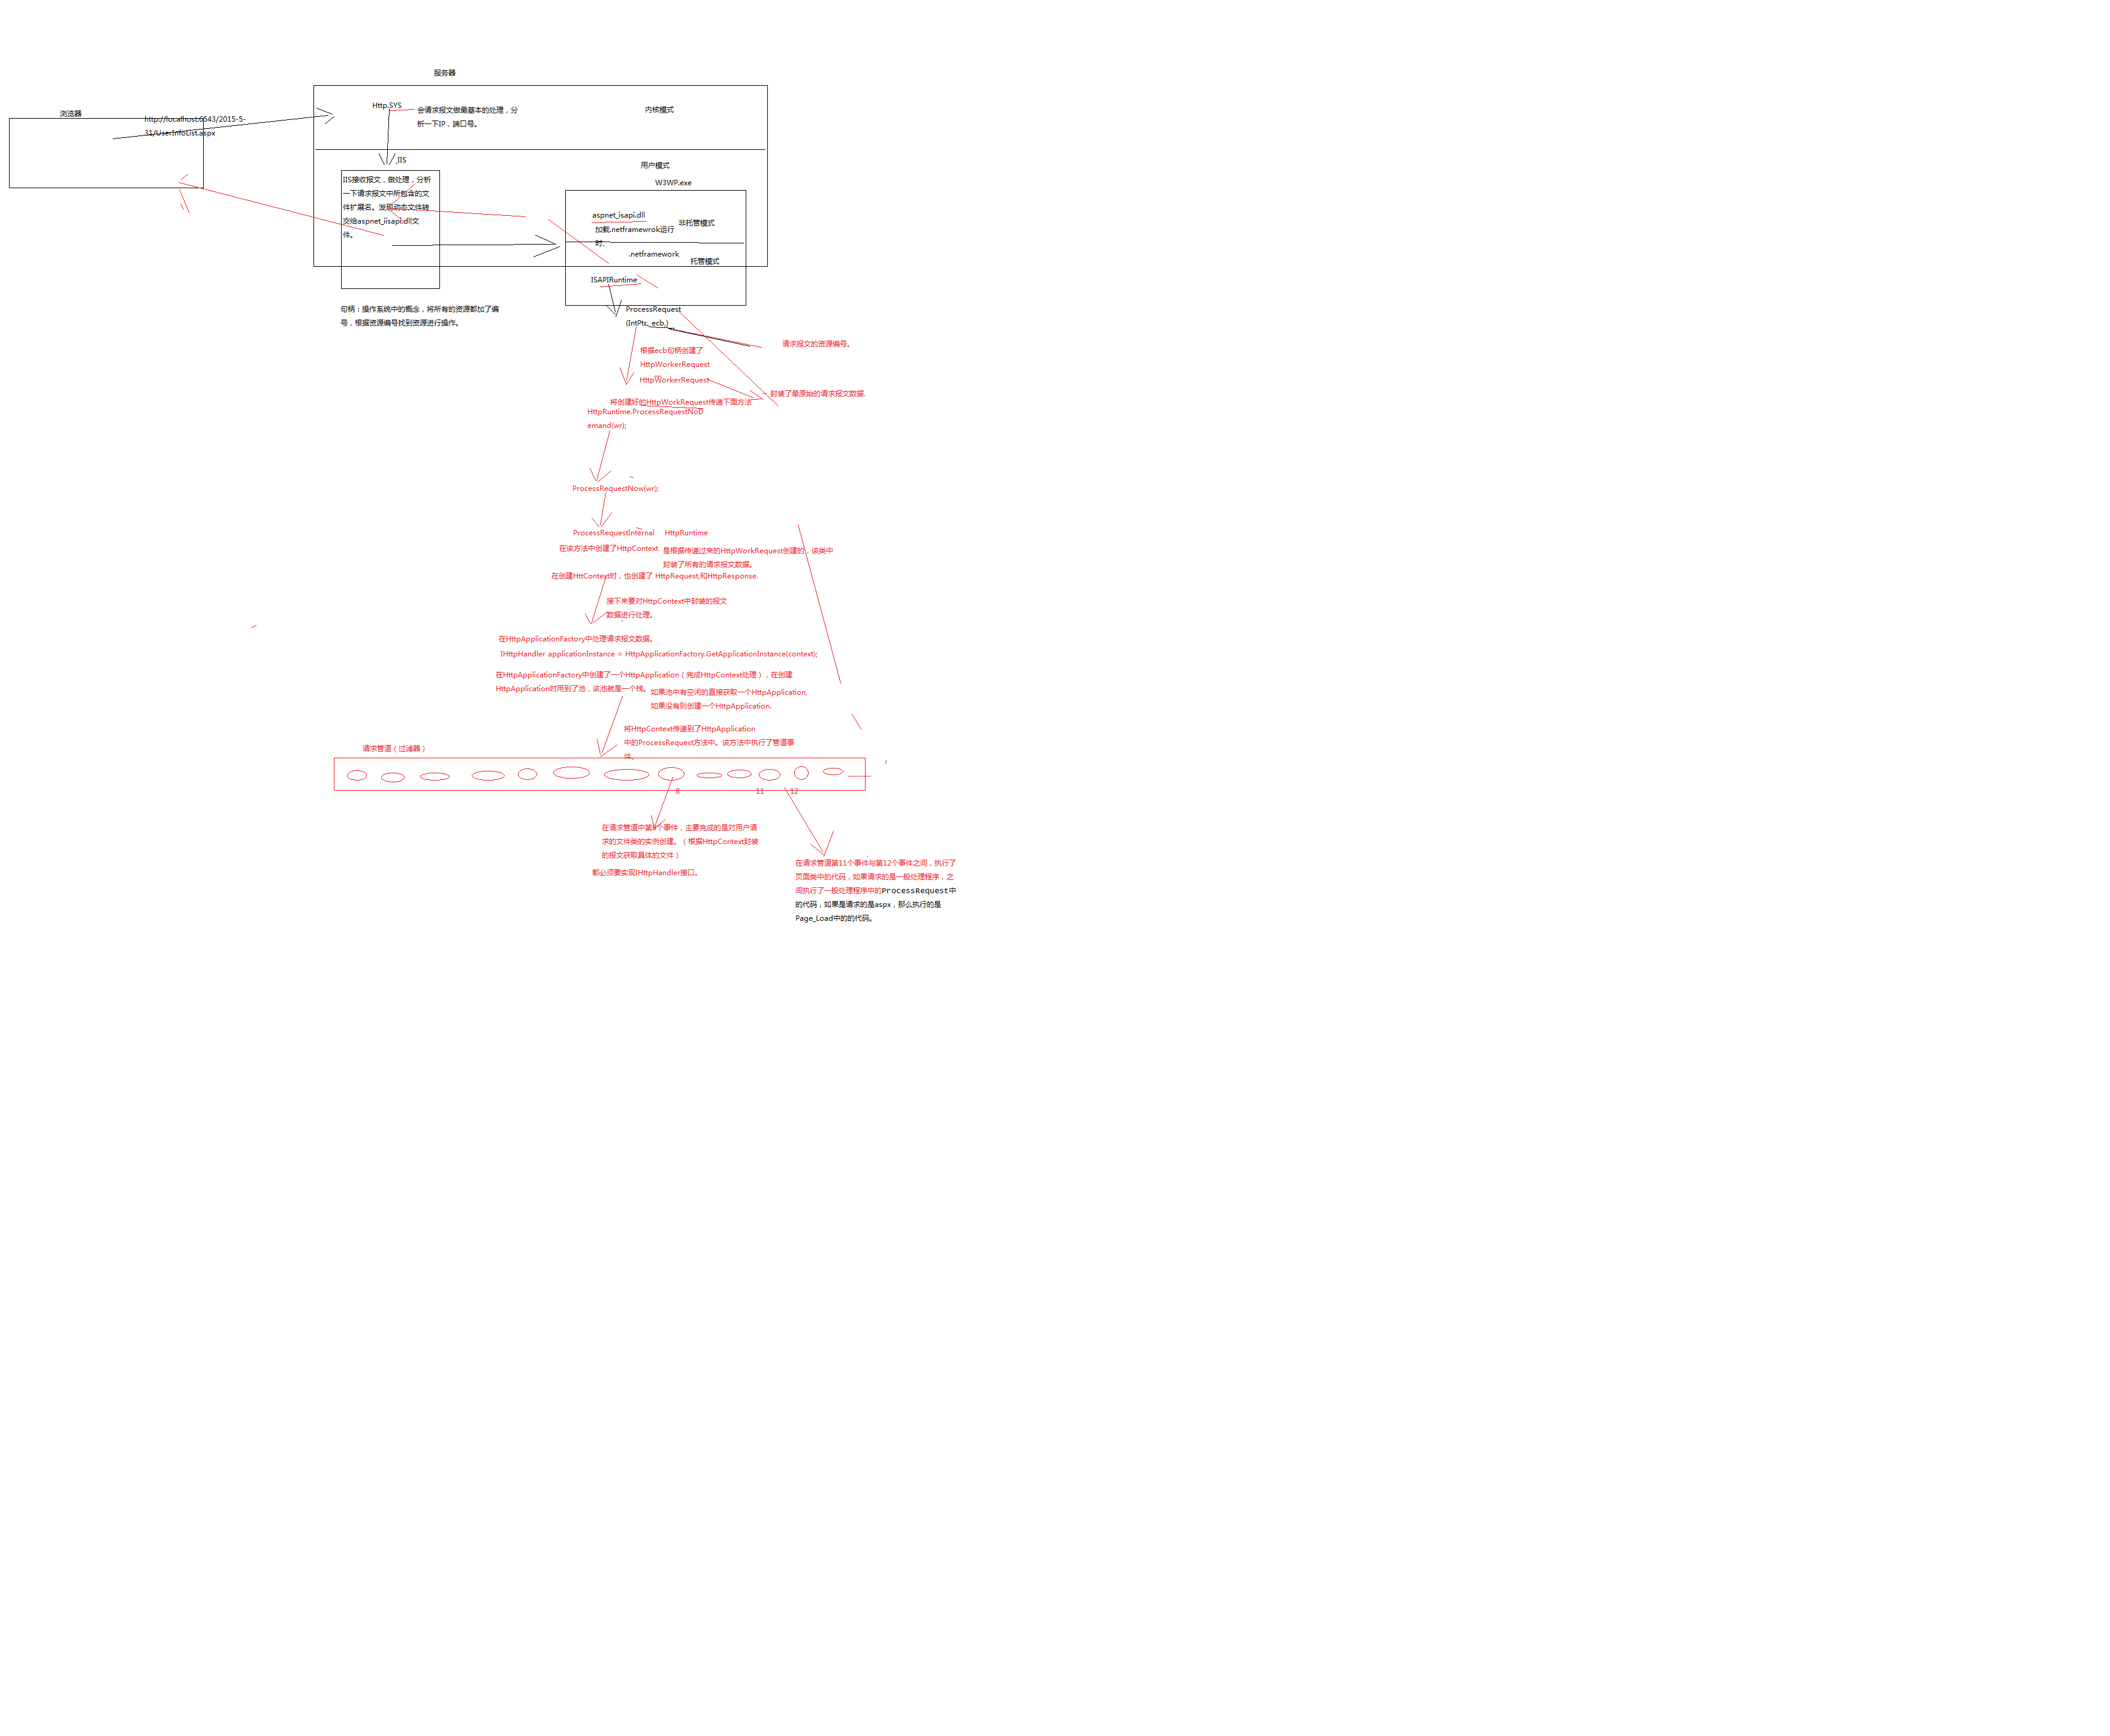 服务器
浏览器
http://localhost:6543/2015-5-
31/UserInfoList.aspx
Http.SYS
会请求报文做最基本的处理，分
析一下IP，端口号。
内核模式
IIS
用户模式
W3WP.exe
IIS接收报文，做处理，分析
一下请求报文中所包含的文
件扩展名。发现动态文件转
交给aspnet_iisapi.dll文
件。
aspnet_isapi.dll
非托管模式
加载.netframewrok运行
时、
.netframework
托管模式
ISAPIRuntime
句柄：操作系统中的概念，将所有的资源都加了编
号，根据资源编号找到资源进行操作。
ProcessRequest
(IntPtr ecb,)
请求报文的资源编号。
根据ecb句柄创建了
HttpWorkerRequest
HttpWorkerRequest
封装了最原始的请求报文数据.
将创建好的HttpWorkRequest传递下面方法
HttpRuntime.ProcessRequestNoD
emand(wr);
ProcessRequestNow(wr);
ProcessRequestInternal HttpRuntime
在该方法中创建了HttpContext
是根据传递过来的HttpWorkRequest创建的，该类中
封装了所有的请求报文数据。
在创建HttContext时，也创建了 HttpRequest,和HttpResponse.
接下来要对HttpContext中封装的报文
数据进行处理。
在HttpApplicationFactory中处理请求报文数据。
IHttpHandler applicationInstance = HttpApplicationFactory.GetApplicationInstance(context);
在HttpApplicationFactory中创建了一个HttpApplication（完成HttpContext处理），在创建
HttpApplication时用到了池，该池就是一个栈。
如果池中有空闲的直接获取一个HttpApplication,
如果没有则创建一个HttpApplication.
将HttpContext传递到了HttpApplication
中的ProcessRequest方法中。该方法中执行了管道事
件。
请求管道（过滤器）
8
11
12
在请求管道中第8个事件，主要完成的是对用户请
求的文件类的实例创建。（根据HttpContext封装
的报文获取具体的文件）
都必须要实现IHttpHandler接口。
在请求管道第11个事件与第12个事件之间，执行了
页面类中的代码，如果请求的是一般处理程序，之
间执行了一般处理程序中的ProcessRequest中
的代码，如果是请求的是aspx，那么执行的是
Page_Load中的的代码。